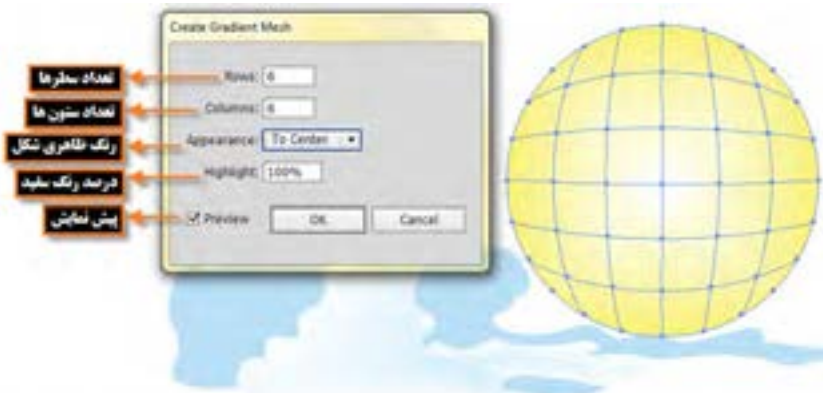 Create Gradient Mesh
تعداد سطرها
Rows: 6
تعداد ستون ها
Columns: 6
رنگ ظاهری شکل
Appearance: To Center
درصد رنگ سفید
Highlight: 100%
پیش نمایش
Preview OK Cancel